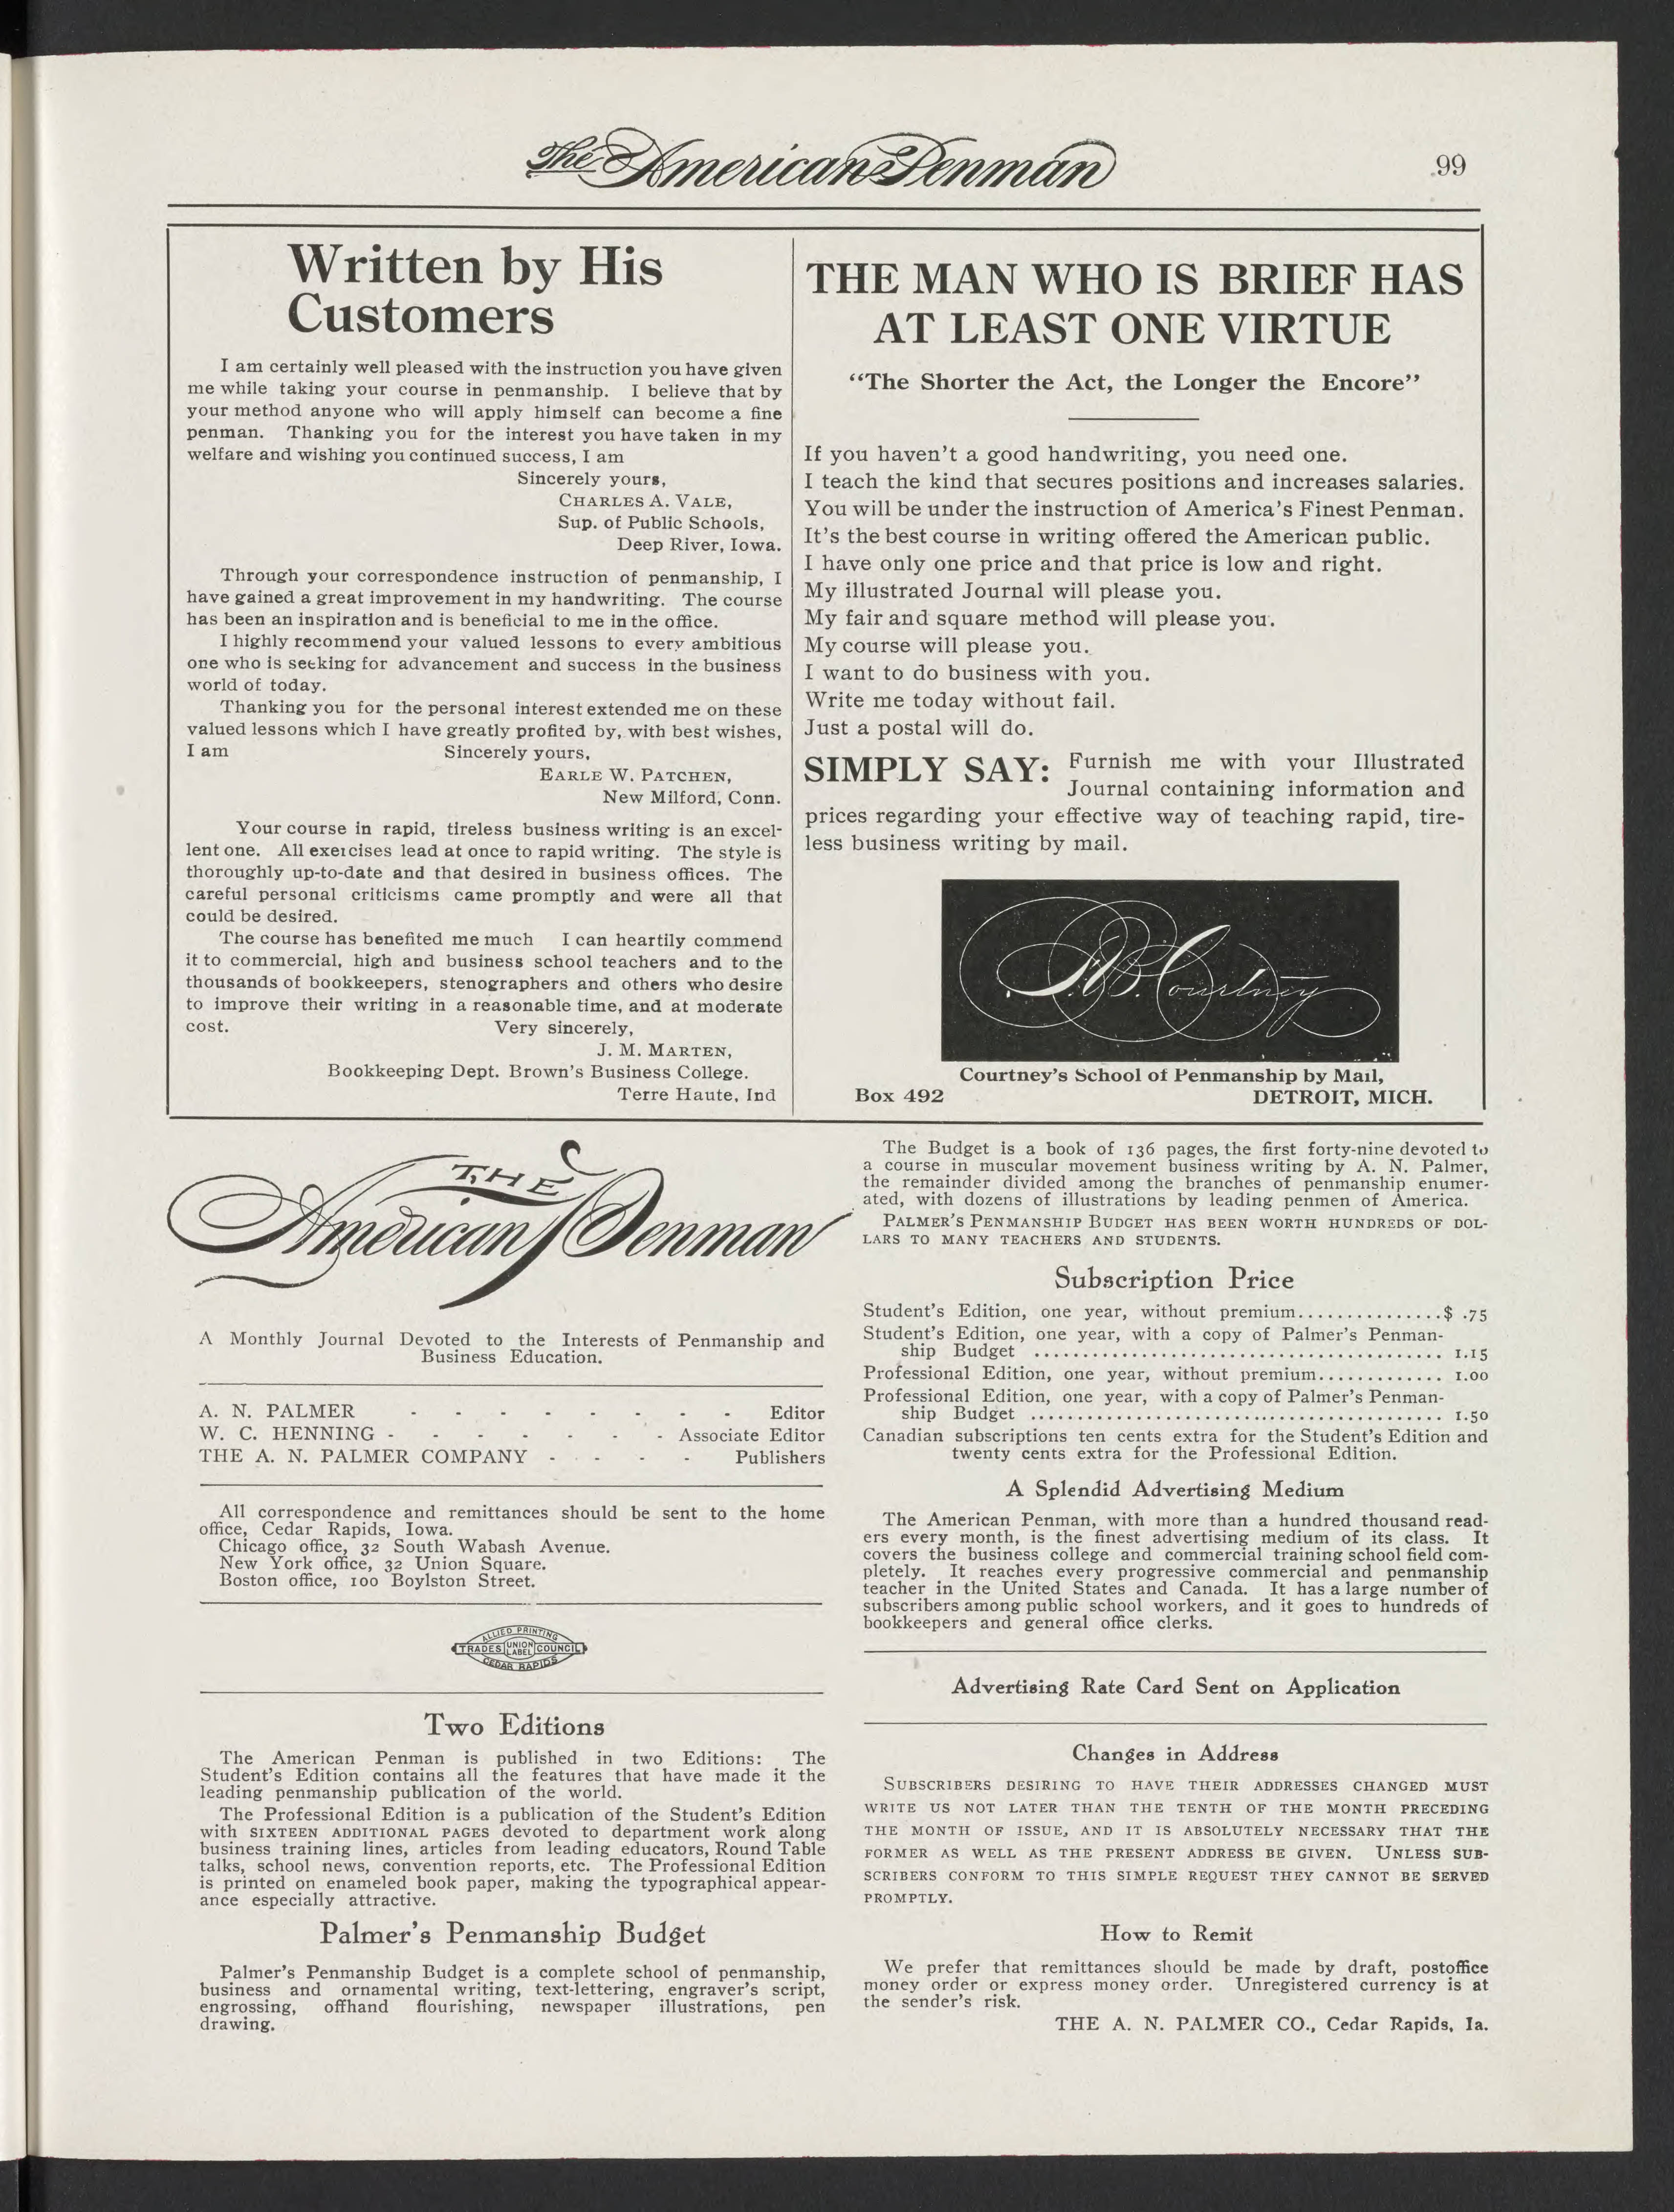 The American Penman
99
Written by His
Customers
I am certainly well pleased with the instruction you have given
me while taking your course in penmanship. I believe that by
your method anyone who will apply himself can become a fine
penman. Thanking you for the interest you have taken in my
welfare and wishing you continued success, I am
Sincerely yours,
CHARLES A. VALE,
Sup. of Public Schools,
Deep River, Iowa.
Through your correspondence instruction of penmanship, I
have gained a great improvement in my handwriting. The course
has been an inspiration and is beneficial to me in the office.
I highly recommend your valued lessons to every ambitious
one who is seeking for advancement and success in the business
world of today.
Thanking you for the personal interest extended me on these
valued lessons which I have greatly profited by, with best wishes,
I am Sincerely yours,
EARLE W. PATCHEN,
New Milford, Conn.
Your course in rapid, tireless business writing is an excel-
lent one. All exercises lead at once to rapid writing. The style is
thoroughly up-to-date and that desired in business offices. The
careful personal criticisms came promptly and were all that
could be desired.
The course has benefited me much I can heartily commend
it to commercial, high and business school teachers and to the
thousands of bookkeepers, stenographers and others who desire
to improve their writing in a reasonable time, and at moderate
cost. Very sincerely,
J. M. MARTEN,
Bookkeeping Dept. Brown's Business College.
Terre Haute, Ind
THE MAN WHO IS BRIEF HAS
AT LEAST ONE VIRTUE
"The Shorter the Act, the Longer the Encore"
If you haven't a good handwriting, you need one.
I teach the kind that secures positions and increases salaries.
You will be under the instruction of America's Finest Penman.
It's the best course in writing offered the American public.
I have only one price and that price is low and right.
My illustrated Journal will please you.
My fair and square method will please you.
My course will please you.
I want to do business with you.
Write me today without fail.
Just a postal will do.
SIMPLY SAY: Furnish me with your Illustrated
Journal containing information and
prices regarding your effective way of teaching rapid, tire-
less business writing by mail.
Courtney
Courtney's School of Penmanship by Mail,
Box 492 DETROIT, MICH.
THE
American Penman
A Monthly Journal Devoted to the Interests of Penmanship and
Business Education.
A. N. PALMER - - - - - - - - Editor
W. C. HENNING - - - - - - - Associate Editor
THE A. N. PALMER COMPANY - - - - Publishers
All correspondence and remittances should be sent to the home
office, Cedar Rapids, Iowa.
Chicago office, 32 South Wabash Avenue.
New York office, 32 Union Square.
Boston office, 100 Boylston Street.
ALLIED PRINTING
TRADES UNION LABEL COUNCIL
CEDAR RAPIDS
Two Editions
The American Penman is published in two Editions: The
Student's Edition contains all the features that have made it the
leading penmanship publication of the world.
The Professional Edition is a publication of the Student's Edition
with SIXTEEN ADDITIONAL PAGES devoted to department work along
business training lines, articles from leading educators, Round Table
talks, school news, convention reports, etc. The Professional Edition
is printed on enameled book paper, making the typographical appear-
ance especially attractive.
Palmer's Penmanship Budget
Palmer's Penmanship Budget is a complete school of penmanship,
business and ornamental writing, text-lettering, engraver's script,
engrossing, offhand flourishing, newspaper illustrations, pen
drawing.
The Budget is a book of 136 pages, the first forty-nine devoted to
a course in muscular movement business writing by A. N. Palmer,
the remainder divided among the branches of penmanship enumer-
ated, with dozens of illustrations by leading penmen of America.
PALMER'S PENMANSHIP BUDGET HAS BEEN WORTH HUNDREDS OF DOL-
LARS TO MANY TEACHERS AND STUDENTS.
Subscription Price
Student's Edition, one year, without premium...............$ .75
Student's Edition, one year, with a copy of Palmer's Penman-
ship Budget .......................................... 1.15
Professional Edition, one year, without premium............. 1.00
Professional Edition, one year, with a copy of Palmer's Penman-
ship Budget .......................................... 1.50
Canadian subscriptions ten cents extra for the Student's Edition and
twenty cents extra for the Professional Edition.
A Splendid Advertising Medium
The American Penman, with more than a hundred thousand read-
ers every month, is the finest advertising medium of its class. It
covers the business college and commercial training school field com-
pletely. It reaches every progressive commercial and penmanship
teacher in the United States and Canada. It has a large number of
subscribers among public school workers, and it goes to hundreds of
bookkeepers and general office clerks.
Advertising Rate Card Sent on Application
Changes in Address
SUBSCRIBERS DESIRING TO HAVE THEIR ADDRESSES CHANGED MUST
WRITE US NOT LATER THAN THE TENTH OF THE MONTH PRECEDING
THE MONTH OF ISSUE, AND IT IS ABSOLUTELY NECESSARY THAT THE
FORMER AS WELL AS THE PRESENT ADDRESS BE GIVEN. UNLESS SUB-
SCRIBERS CONFORM TO THIS SIMPLE REQUEST THEY CANNOT BE SERVED
PROMPTLY.
How to Remit
We prefer that remittances should be made by draft, postoffice
money order or express money order. Unregistered currency is at
the sender's risk.
THE A. N. PALMER CO., Cedar Rapids, Ia.